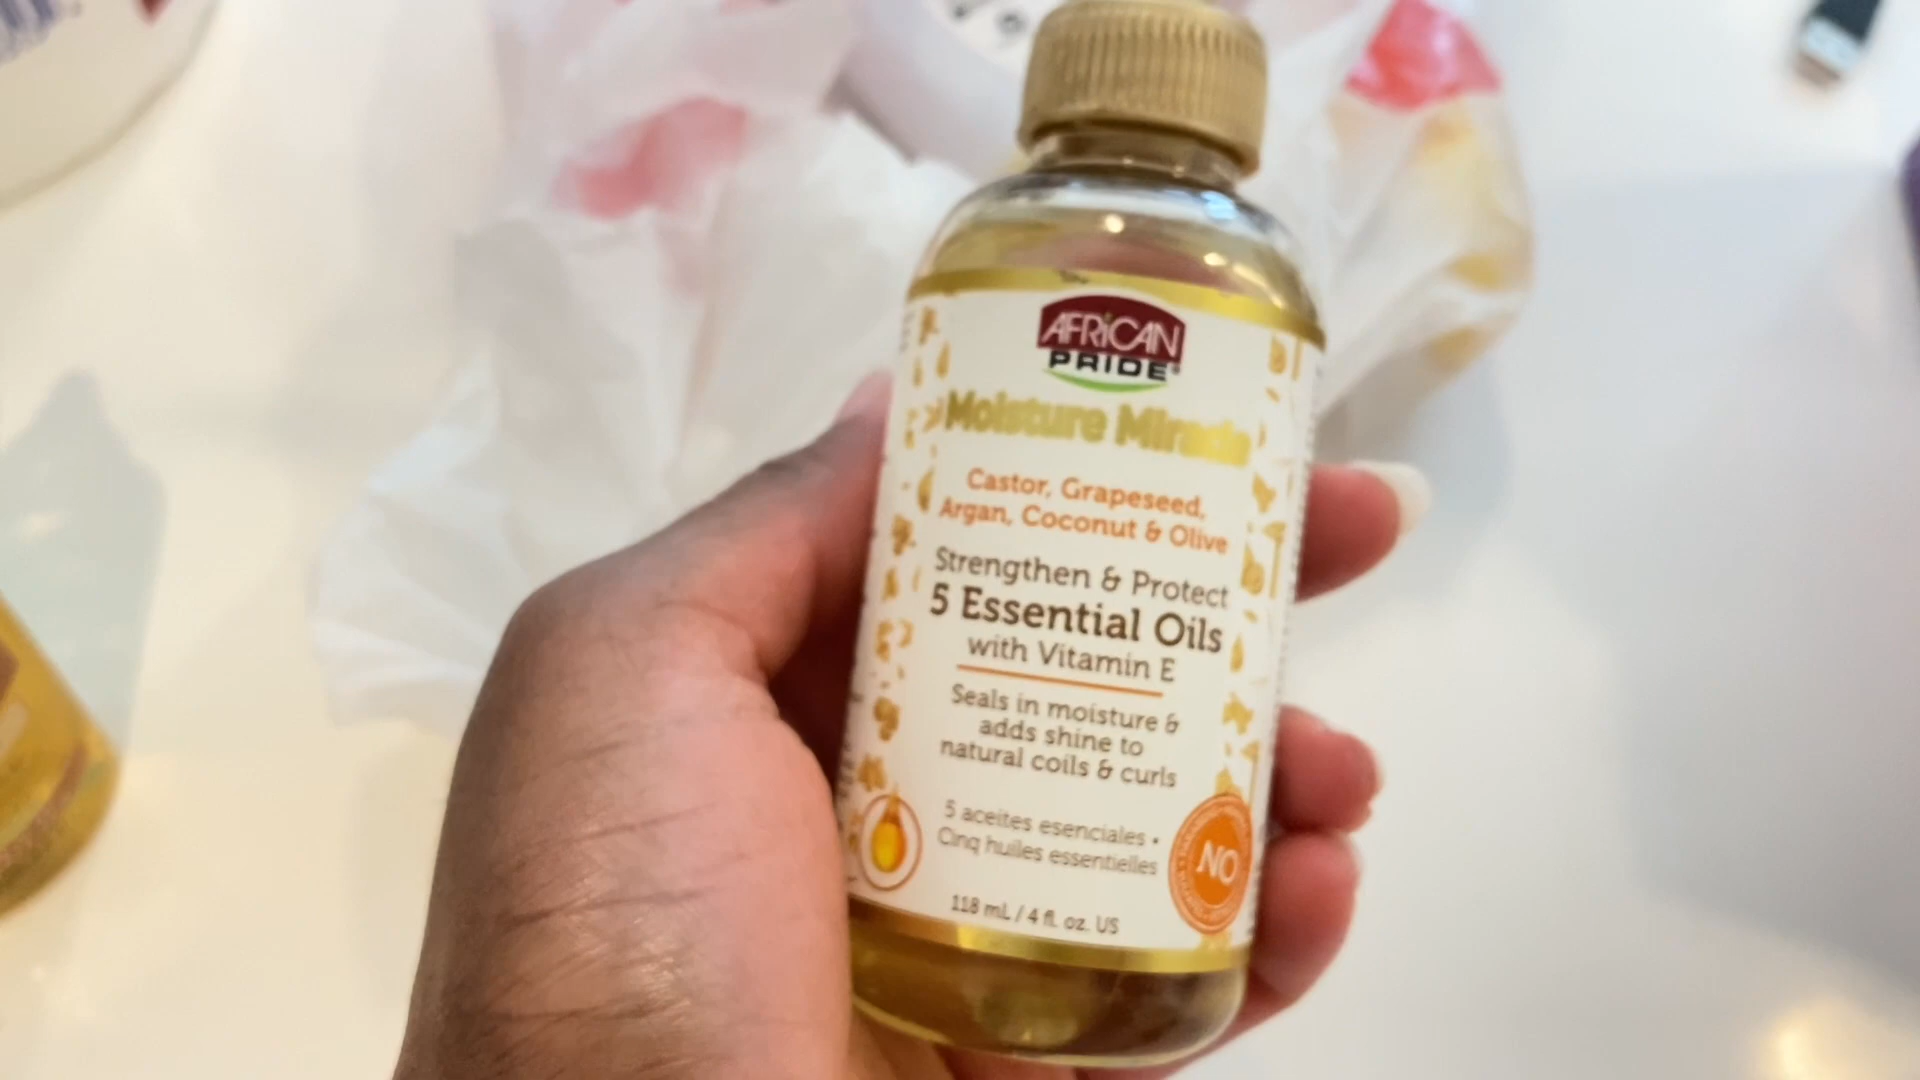 AFRICAN
PRIDE
Moisture Miracle
Castor, Grapeseed,
Argan, Coconut & Olive
Strengthen & Protect
5 Essential Oils
with Vitamin E
Seals in moisture &
adds shine to
natural coils & curls
5 aceites esenciales •
Cinq huiles essentielles
NO
118 mL / 4 fl. oz. US